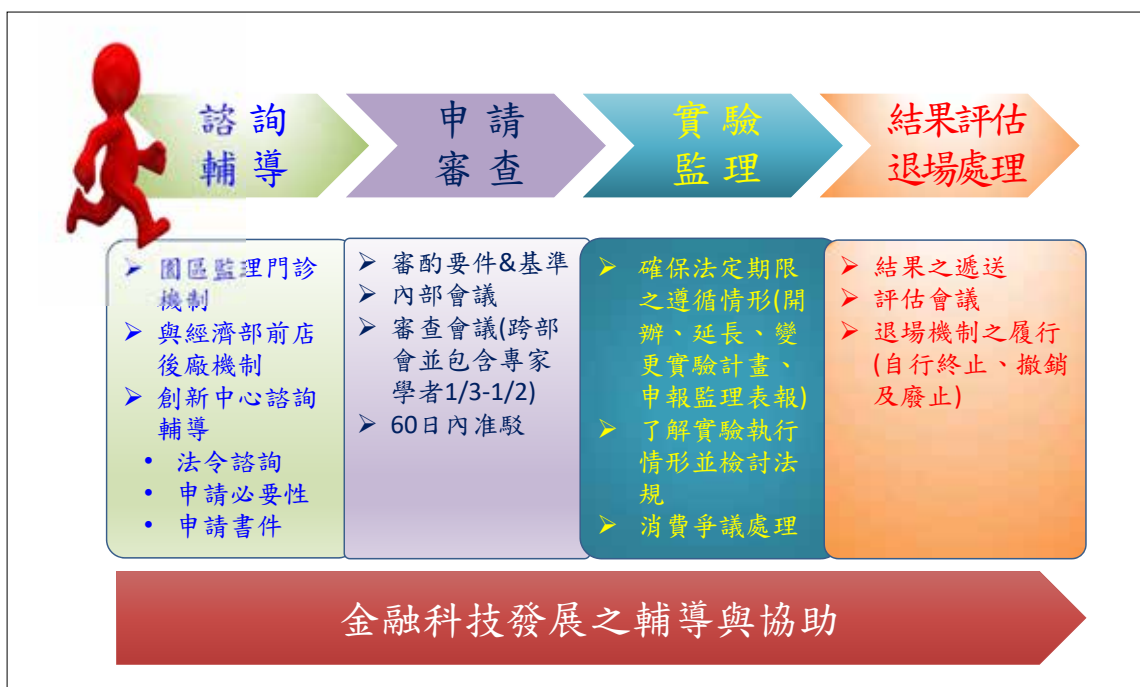 諮詢
輔導
申請
審查
實驗
監理
結果評估
退場處理
➢ 園區監理門診
機制
➢ 與經濟部前店
後廠機制
➢ 創新中心諮詢
輔導
• 法令諮詢
• 申請必要性
• 申請書件
➢ 審酌要件&基準
➢ 內部會議
➢ 審查會議(跨部
會並包含專家
學者1/3-1/2)
➢ 60日內准駁
➢ 確保法定期限
之遵循情形(開
辦、延長、變
更實驗計畫、
申報監理表報)
➢ 了解實驗執行
情形並檢討法
規
➢ 消費爭議處理
➢ 結果之遞送
➢ 評估會議
➢ 退場機制之履行
(自行終止、撤銷
及廢止)
金融科技發展之輔導與協助